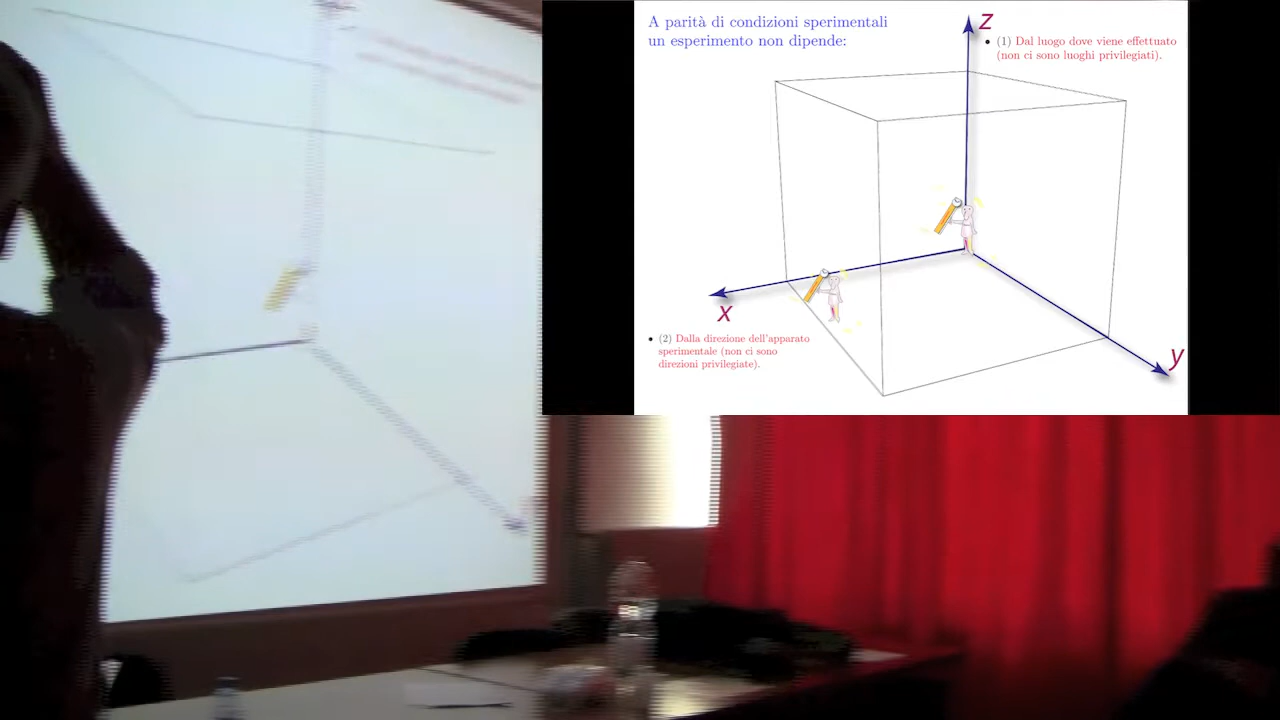 A parità di condizioni sperimentali
un esperimento non dipende:
z
• (1) Dal luogo dove viene effettuato
(non ci sono luoghi privilegiati).
x
• (2) Dalla direzione dell'apparato
sperimentale (non ci sono
direzioni privilegiate).
y